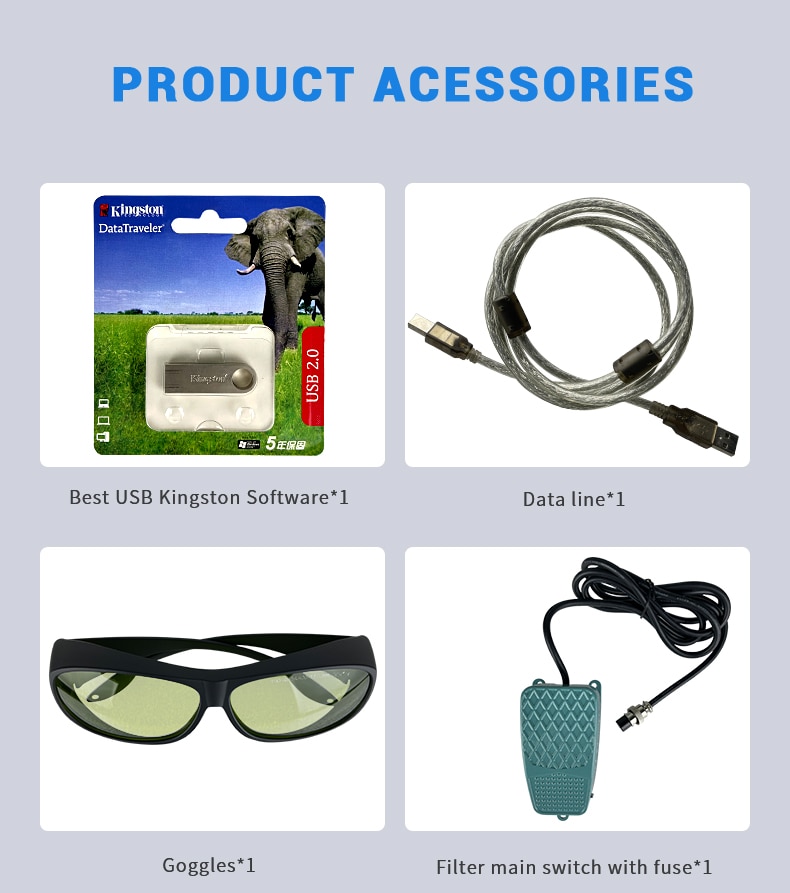 PRODUCT ACESSORIES
Kingston
TECHNOLOGY
DataTraveler
USB 2.0
Kingston
5年保固
Best USB Kingston Software*1
Data line*1
Goggles*1
Filter main switch with fuse*1